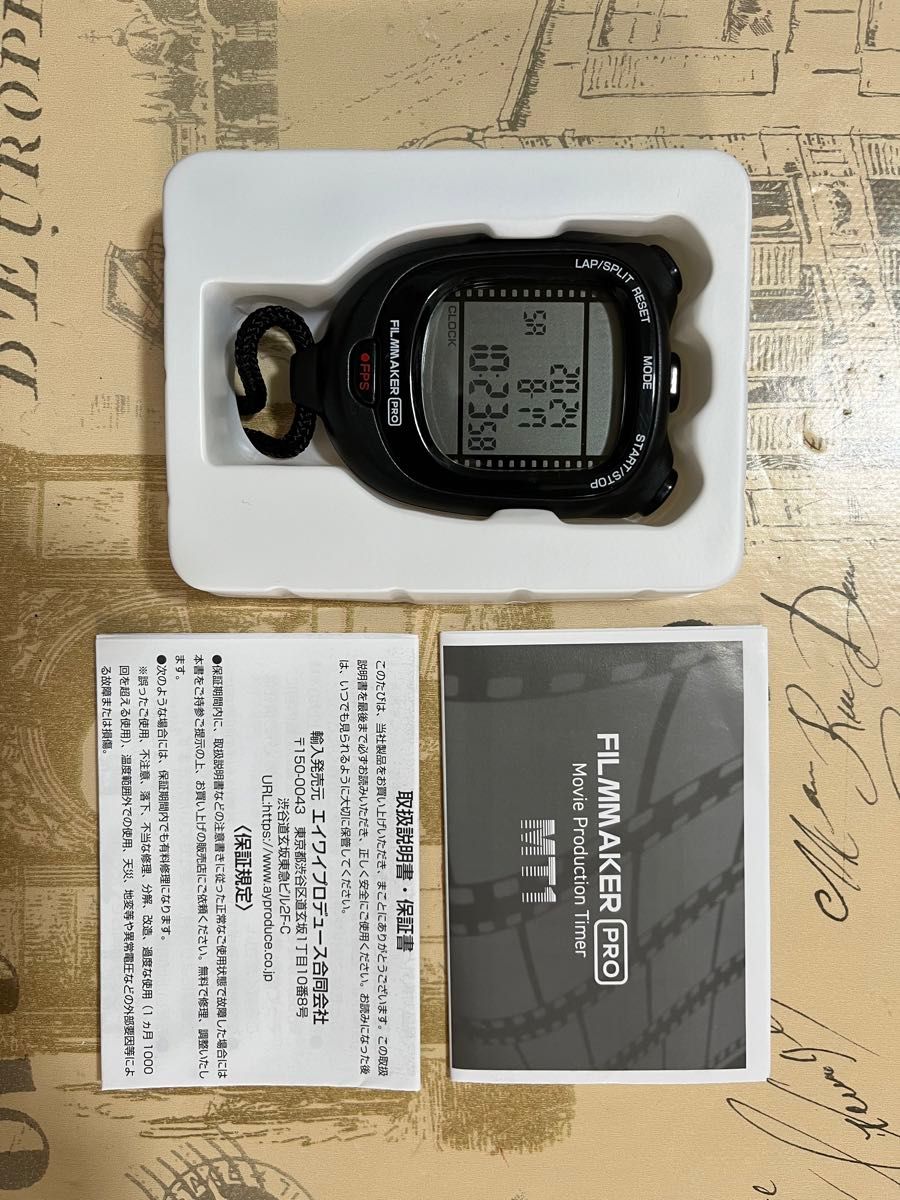 LAP/SPLIT RESET
MODE
START/STOP
2024
SA 8 31
10:23 58
CLOCK
FILMMAKER PRO
●FPS
FILMMAKER PRO
Movie Production Timer
MT1
取扱説明書・保証書
このたびは、当社製品をお買い上げいただき、まことにありがとうございます。この取扱
説明書を最後まで必ずお読みいただき、正しく安全にご使用ください。お読みになった後
は、いつでも見られるように大切に保管してください。
輸入発売元 エイワイプロデュース合同会社
〒150-0043 東京都渋谷区道玄坂1丁目10番8号
渋谷道玄坂東急ビル2F-C
URL:https://www.ayproduce.co.jp
〈保証規定〉
●保証期間内に、取扱説明書などの注意書きに従った正常なご使用状態で故障した場合には
本書をご持参ご提示の上、お買い上げの販売店にご依頼ください。無料で修理、調整いたし
ます。
●次のような場合には、保証期間内でも有料修理になります。
※誤ったご使用、不注意、落下、不当な修理、分解、改造、過度な使用（1ヵ月1000
回を超える使用）、温度範囲外での使用、天災、地変等や異常電圧などの外部要因等によ
る故障または損傷。
DE L'EUROPE